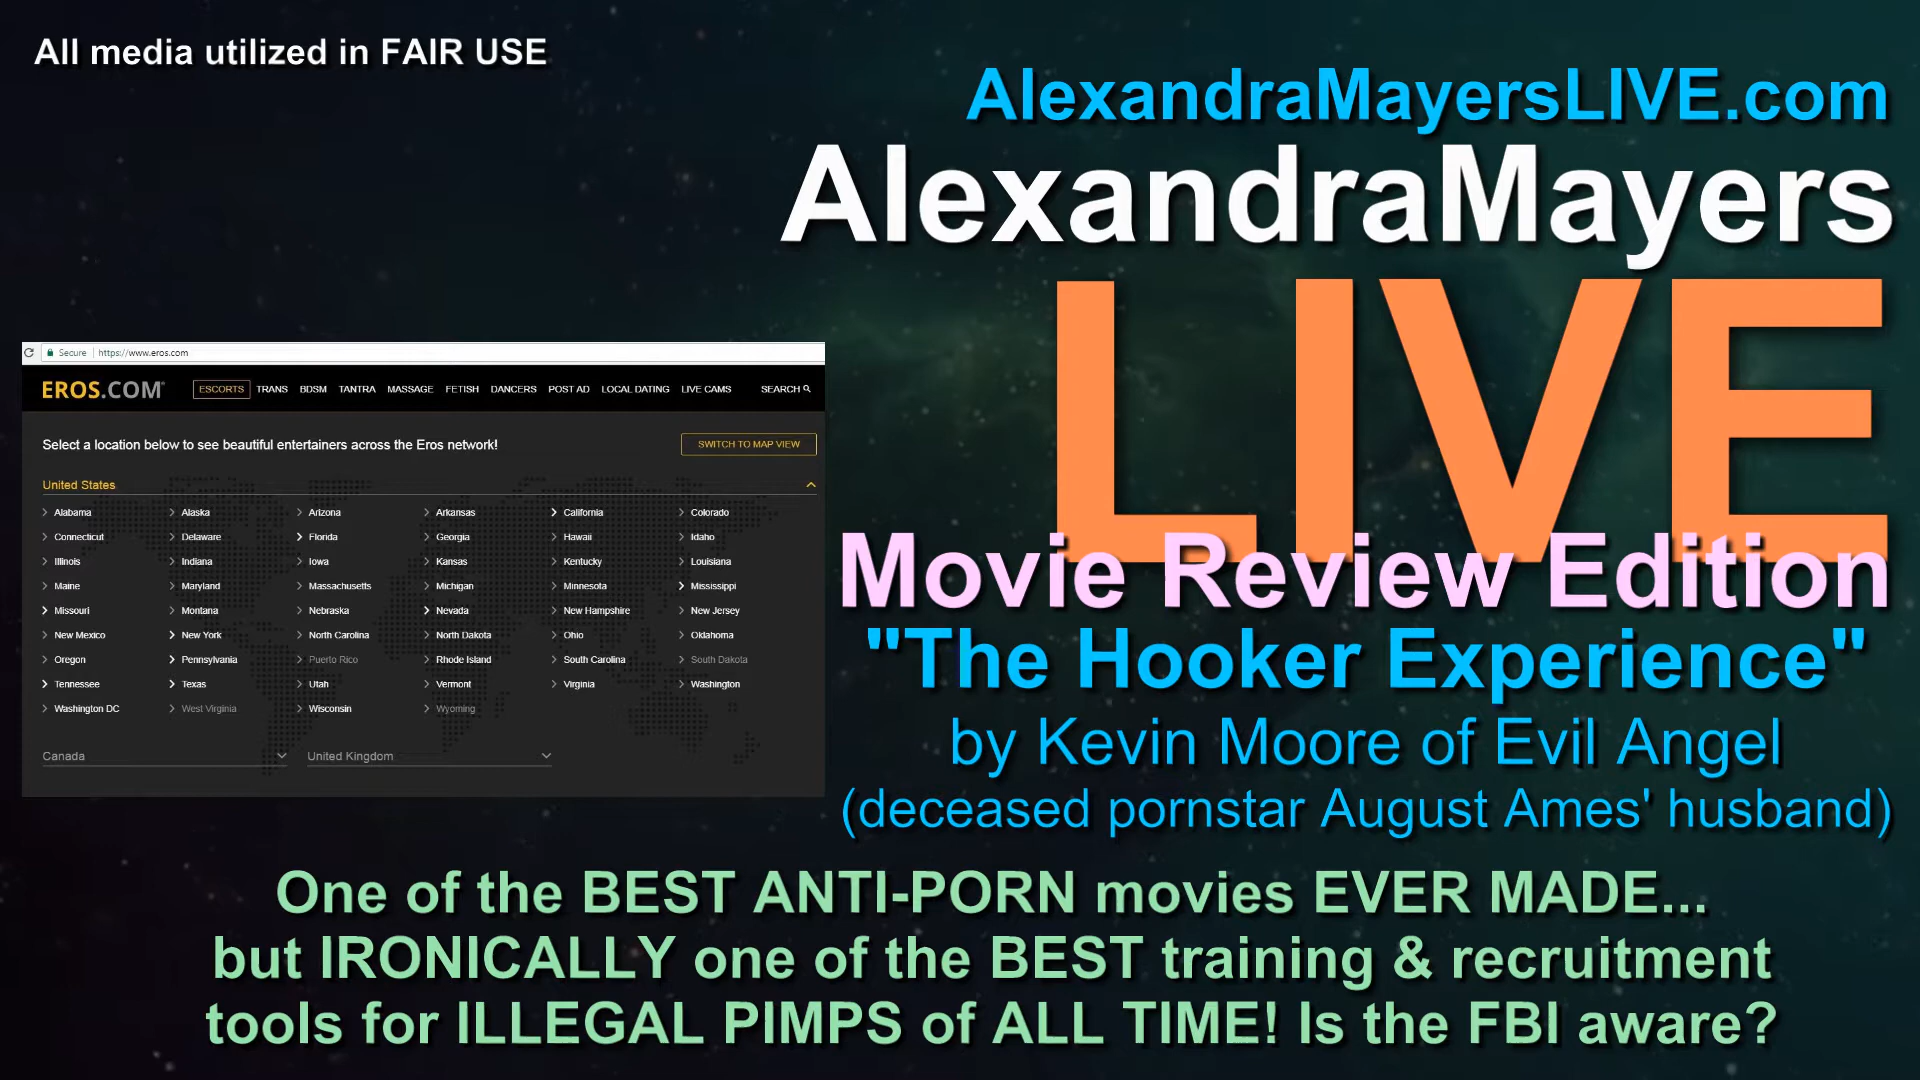 All media utilized in FAIR USE
AlexandraMayersLIVE.com
AlexandraMayers
LIVE
Movie Review Edition
"The Hooker Experience"
by Kevin Moore of Evil Angel
(deceased pornstar August Ames' husband)
Secure https://www.eros.com
EROS.COM ESCORTS TRANS BDSM TANTRA MASSAGE FETISH DANCERS POST AD LOCAL DATING LIVE CAMS SEARCH
Select a location below to see beautiful entertainers across the Eros network! SWITCH TO MAP VIEW
United States
Alabama Alaska Arizona Arkansas California Colorado
Connecticut Delaware Florida Georgia Hawaii Idaho
Illinois Indiana Iowa Kansas Kentucky Louisiana
Maine Maryland Massachusetts Michigan Minnesota Mississippi
Missouri Montana Nebraska Nevada New Hampshire New Jersey
New Mexico New York North Carolina North Dakota Ohio Oklahoma
Oregon Pennsylvania Puerto Rico Rhode Island South Carolina South Dakota
Tennessee Texas Utah Vermont Virginia Washington
Washington DC West Virginia Wisconsin Wyoming
Canada United Kingdom
One of the BEST ANTI-PORN movies EVER MADE...
but IRONICALLY one of the BEST training & recruitment
tools for ILLEGAL PIMPS of ALL TIME! Is the FBI aware?